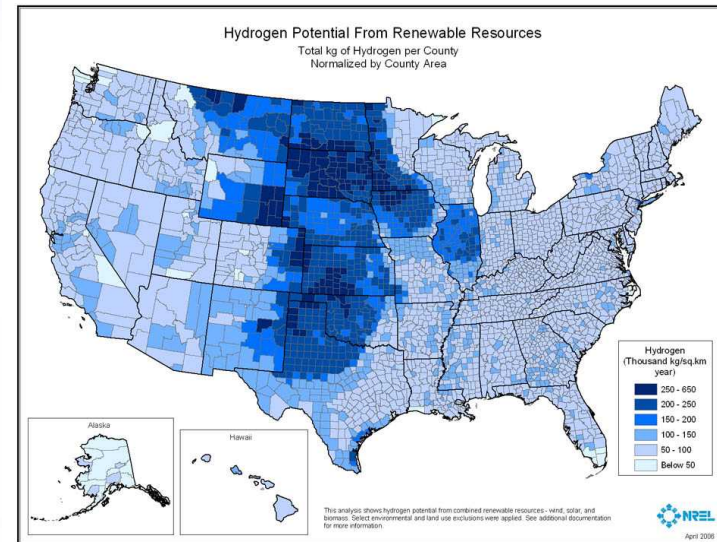 Hydrogen Potential From Renewable Resources
Total kg of Hydrogen per County
Normalized by County Area
Hydrogen
(Thousand kg/sq.km
year)
250 - 650
200 - 250
150 - 200
100 - 150
50 - 100
Below 50
Alaska
Hawaii
This analysis shows hydrogen potential from combined renewable resources - wind, solar, and
biomass. Select environmental and land use exclusions were applied. See additional documentation
for more information.
NREL
April 2006